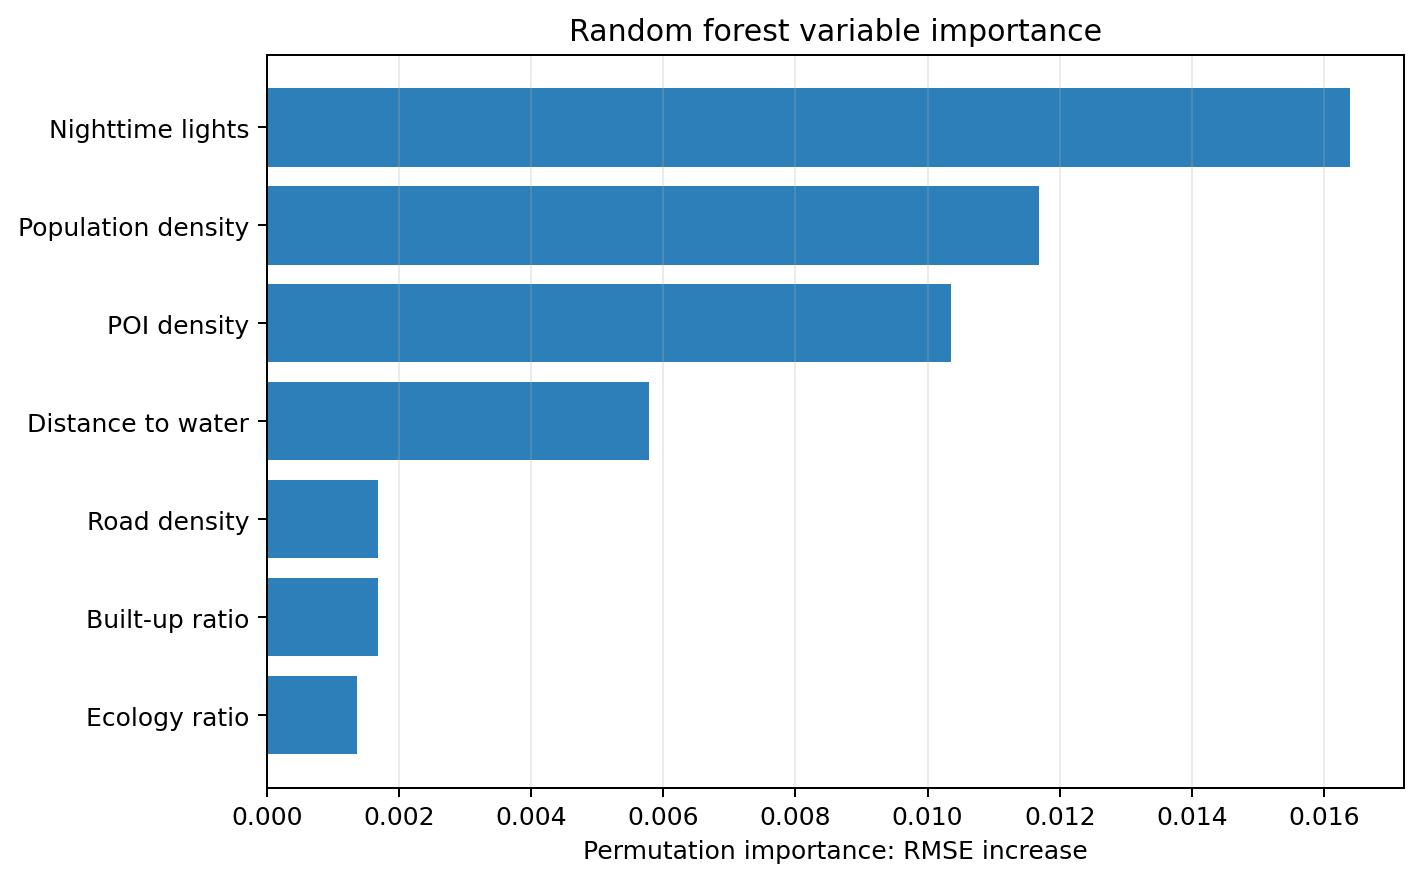 Random forest variable importance
Nighttime lights
Population density
POI density
Distance to water
Road density
Built-up ratio
Ecology ratio
0.000 0.002 0.004 0.006 0.008 0.010 0.012 0.014 0.016
Permutation importance: RMSE increase